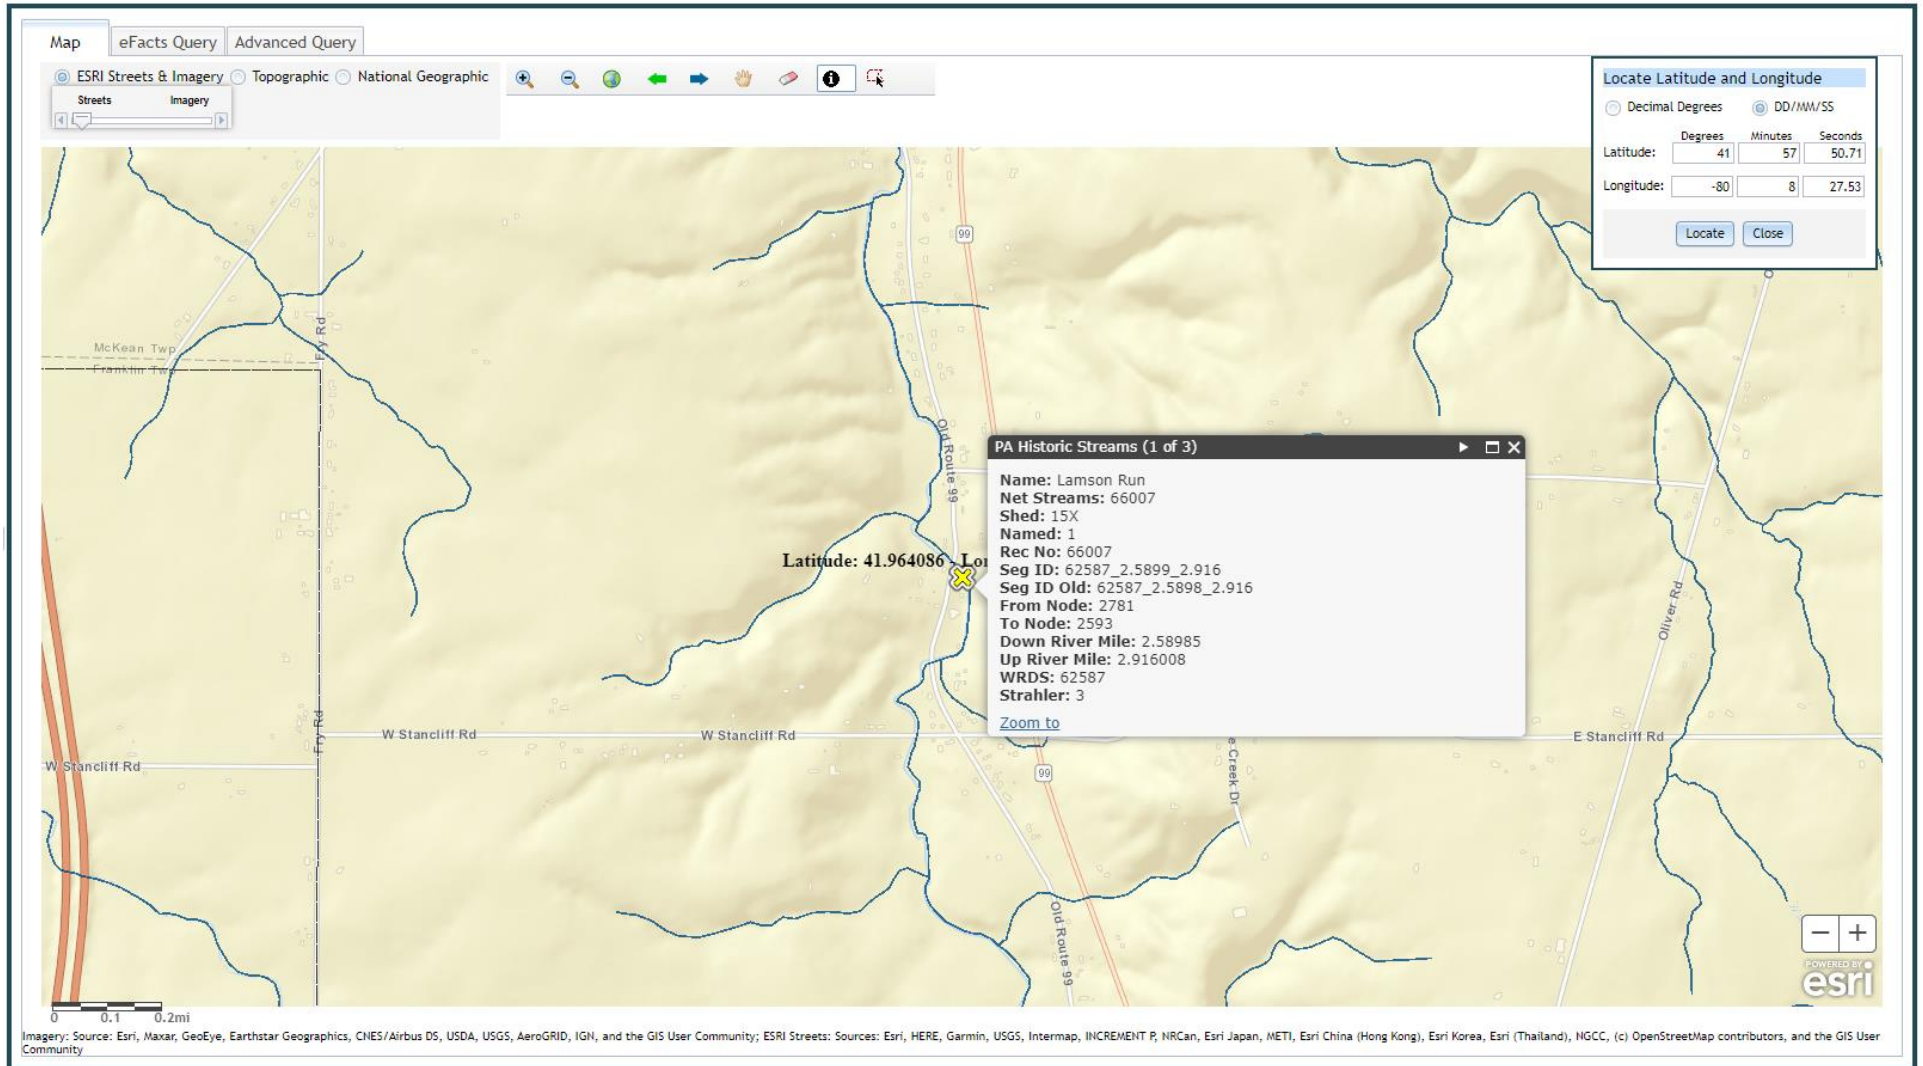 Map eFacts Query Advanced Query
ESRI Streets & Imagery Topographic National Geographic
Streets Imagery
Locate Latitude and Longitude
Decimal Degrees DD/MM/SS
Degrees Minutes Seconds
Latitude: 41 57 50.71
Longitude: -80 8 27.53
Locate Close
99
McKean Twp
Franklin Twp
Fry Rd
Old Route 99
PA Historic Streams (1 of 3)
Name: Lamson Run
Net Streams: 66007
Shed: 15X
Named: 1
Rec No: 66007
Seg ID: 62587_2.5899_2.916
Seg ID Old: 62587_2.5898_2.916
From Node: 2781
To Node: 2593
Down River Mile: 2.58985
Up River Mile: 2.916008
WRDS: 62587
Strahler: 3
Zoom to
Latitude: 41.964086 - Lon
Oliver Rd
Fry Rd
W Stancliff Rd
W Stancliff Rd
E Stancliff Rd
W Stancliff Rd
99
e Creek Dr
Old Route 99
− +
POWERED BY
esri
0 0.1 0.2mi
Imagery: Source: Esri, Maxar, GeoEye, Earthstar Geographics, CNES/Airbus DS, USDA, USGS, AeroGRID, IGN, and the GIS User Community; ESRI Streets: Sources: Esri, HERE, Garmin, USGS, Intermap, INCREMENT P, NRCan, Esri Japan, METI, Esri China (Hong Kong), Esri Korea, Esri (Thailand), NGCC, (c) OpenStreetMap contributors, and the GIS User
Community